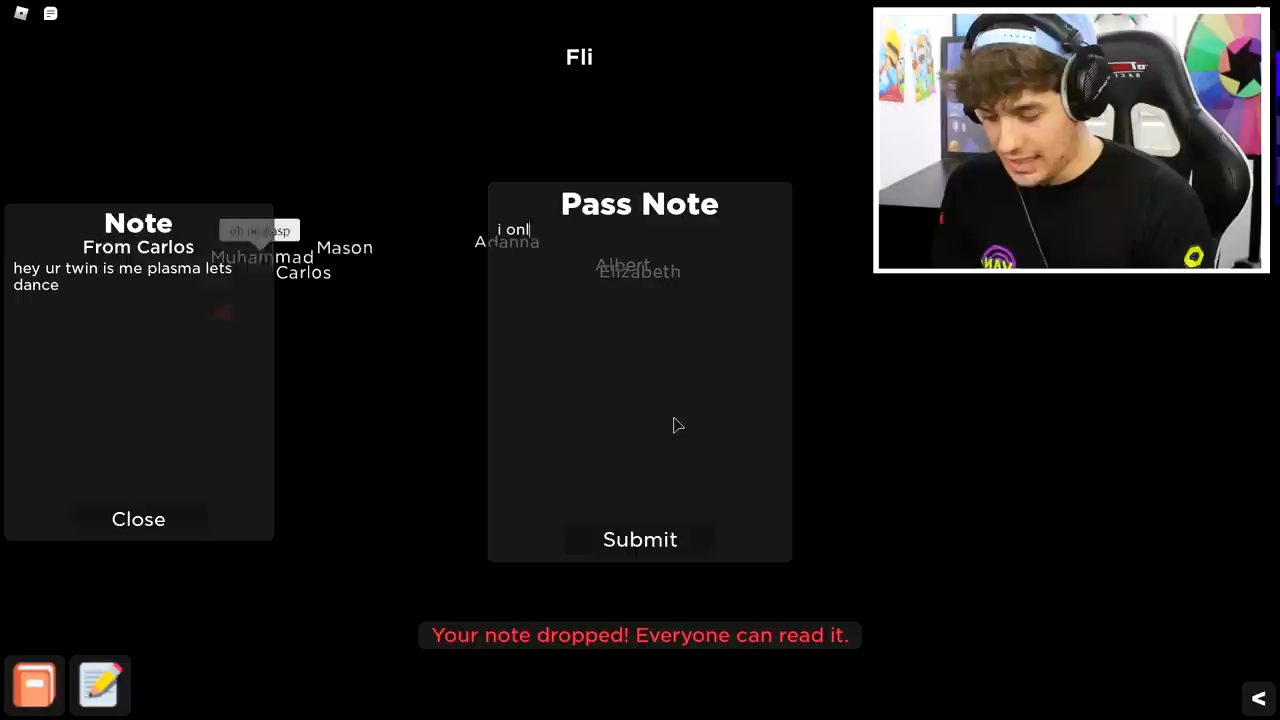 Fli
Note
From Carlos
hey ur twin is me plasma lets
dance
Close
Muhammad
Mason
Carlos
Pass Note
i onl
Adanna
Albert
Elizabeth
Submit
Your note dropped! Everyone can read it.
<